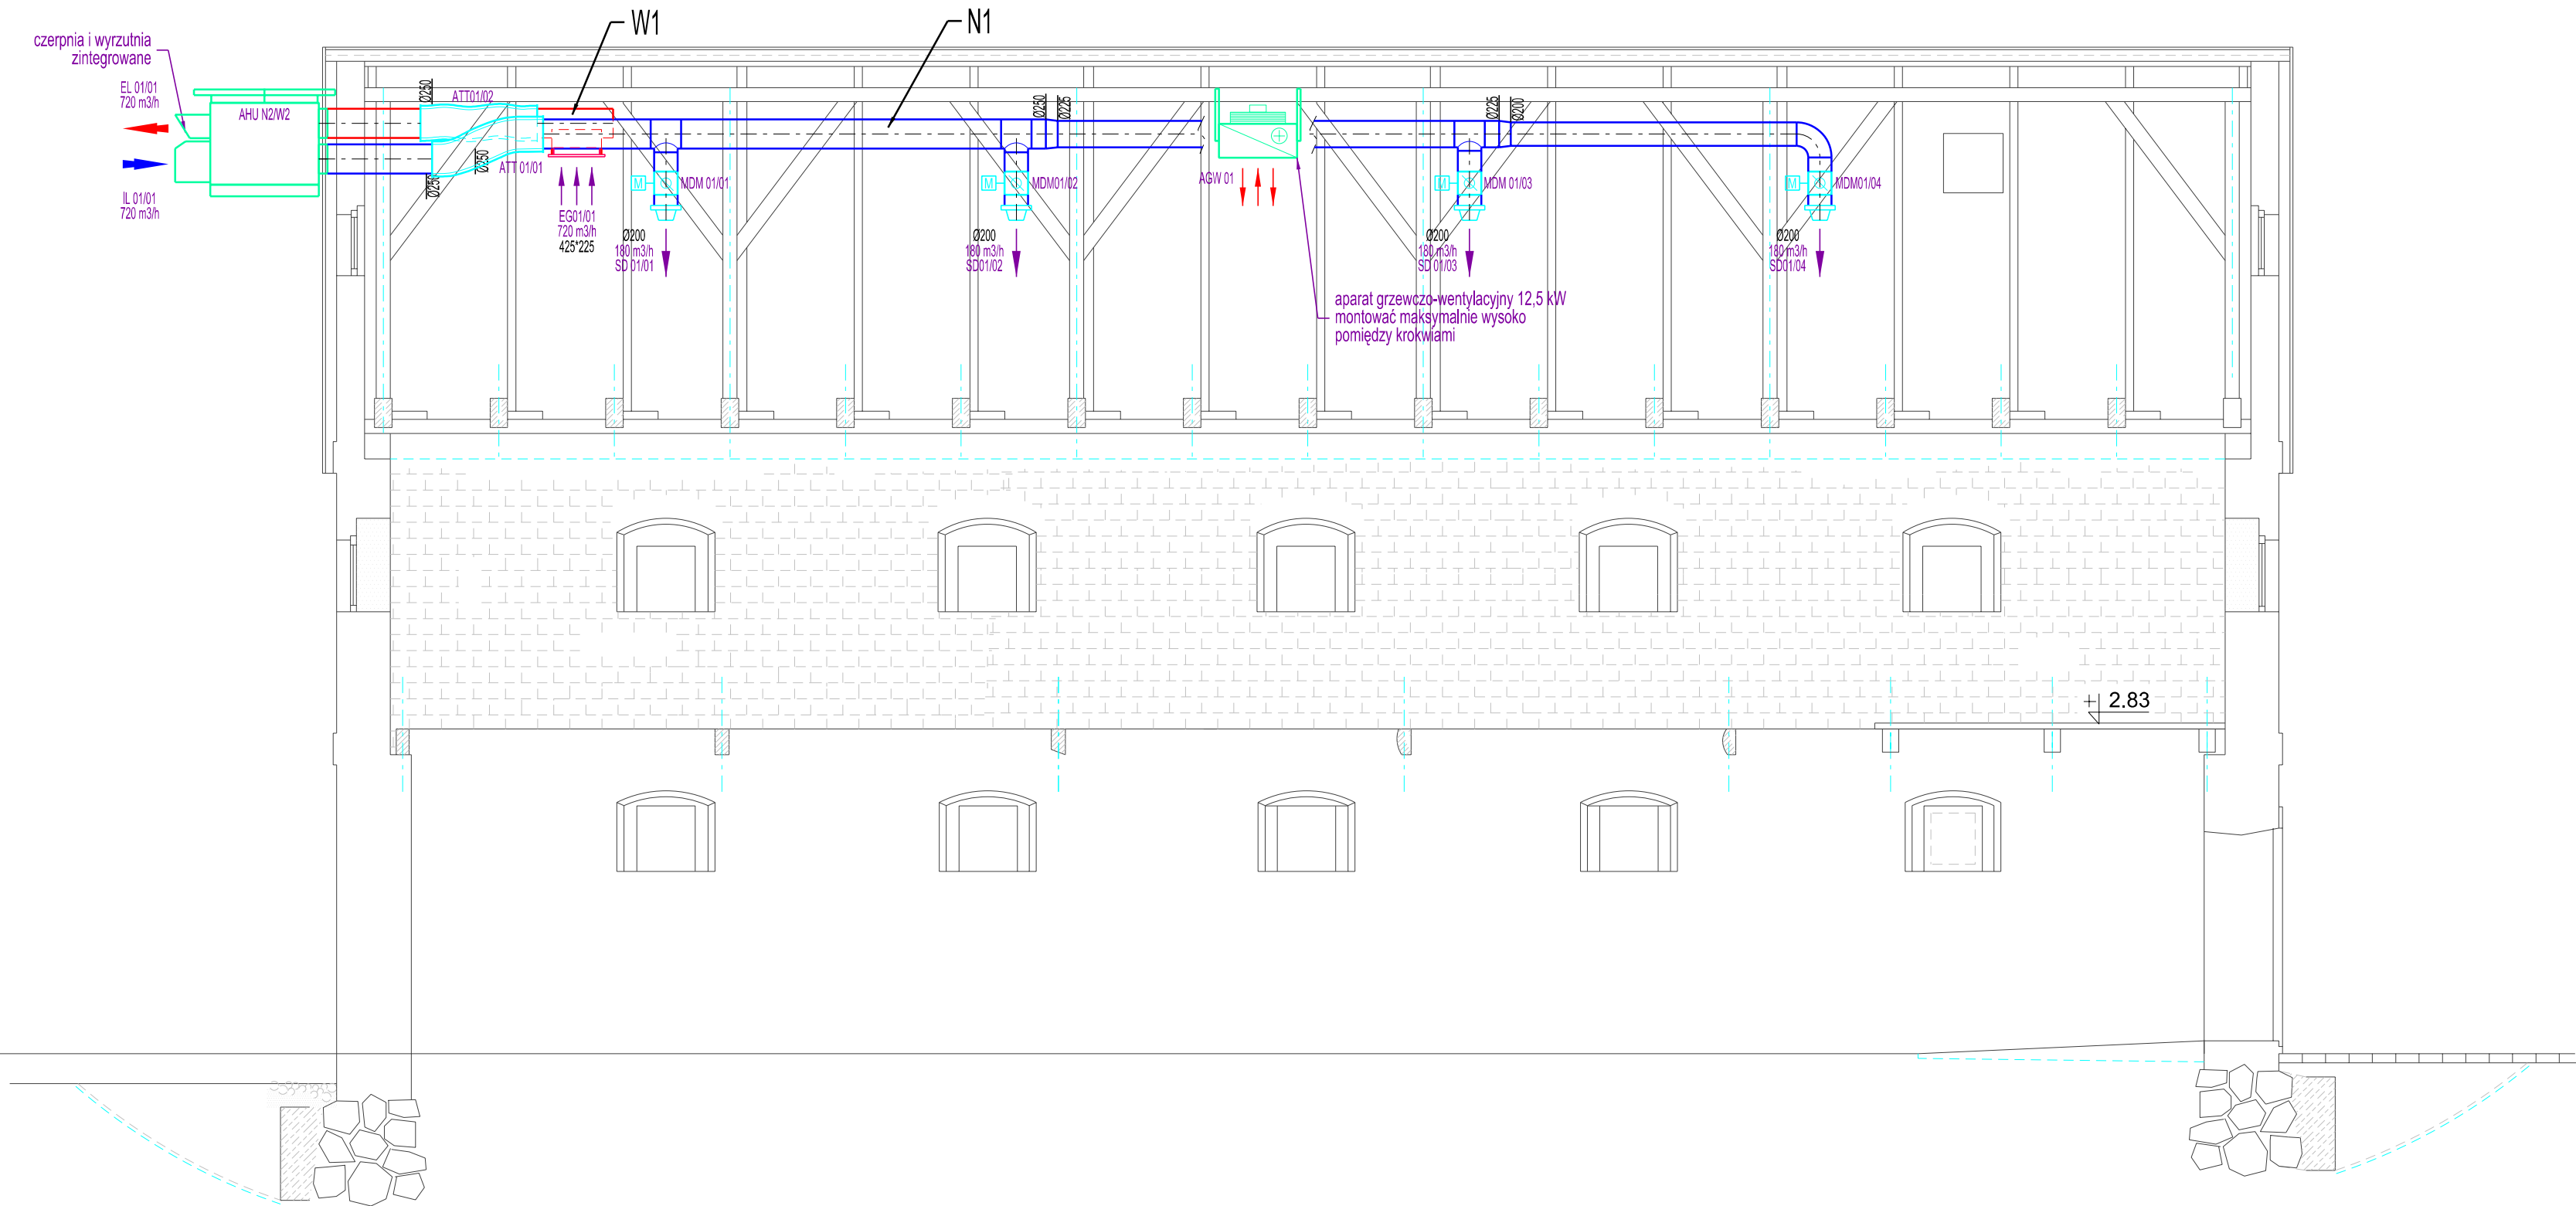 W1
N1
czerpnia i wyrzutnia
zintegrowane
EL 01/01
720 m3/h
AHU N2/W2
IL 01/01
720 m3/h
Ø250
ATT01/02
Ø250
Ø250
ATT 01/01
EG01/01
720 m3/h
425*225
M
MDM 01/01
Ø200
180 m3/h
SD 01/01
Ø250
Ø225
M
MDM01/02
Ø200
180 m3/h
SD01/02
AGW 01
aparat grzewczo-wentylacyjny 12,5 kW
montować maksymalnie wysoko
pomiędzy krokwiami
Ø225
Ø200
M
MDM 01/03
Ø200
180 m3/h
SD 01/03
M
MDM01/04
Ø200
180 m3/h
SD01/04
+ 2.83